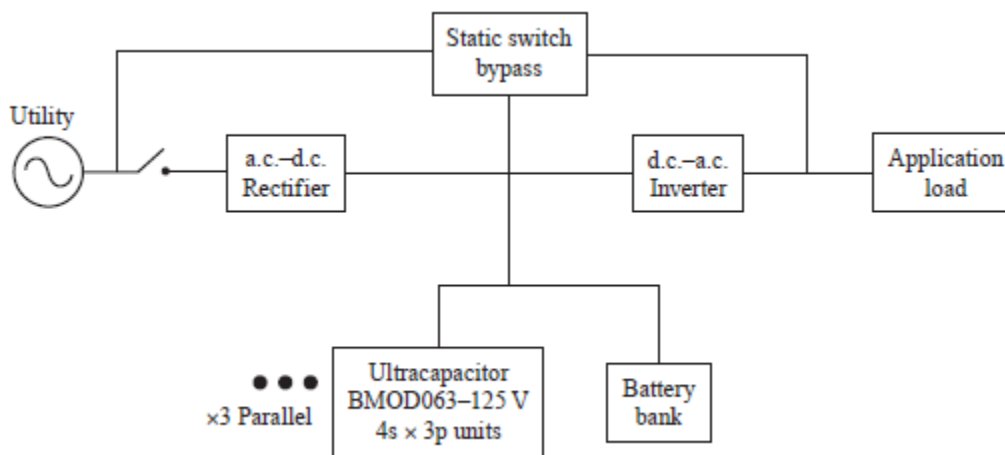 Static switch
bypass
Utility
a.c.–d.c.
Rectifier
d.c.–a.c.
Inverter
Application
load
Ultracapacitor
BMOD063–125 V
4s × 3p units
×3 Parallel
Battery
bank